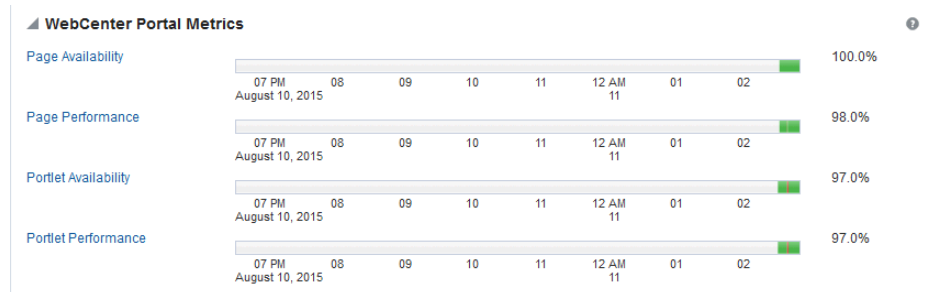 WebCenter Portal Metrics
Page Availability 100.0%
07 PM 08 09 10 11 12 AM 01 02
August 10, 2015 11
Page Performance 98.0%
07 PM 08 09 10 11 12 AM 01 02
August 10, 2015 11
Portlet Availability 97.0%
07 PM 08 09 10 11 12 AM 01 02
August 10, 2015 11
Portlet Performance 97.0%
07 PM 08 09 10 11 12 AM 01 02
August 10, 2015 11